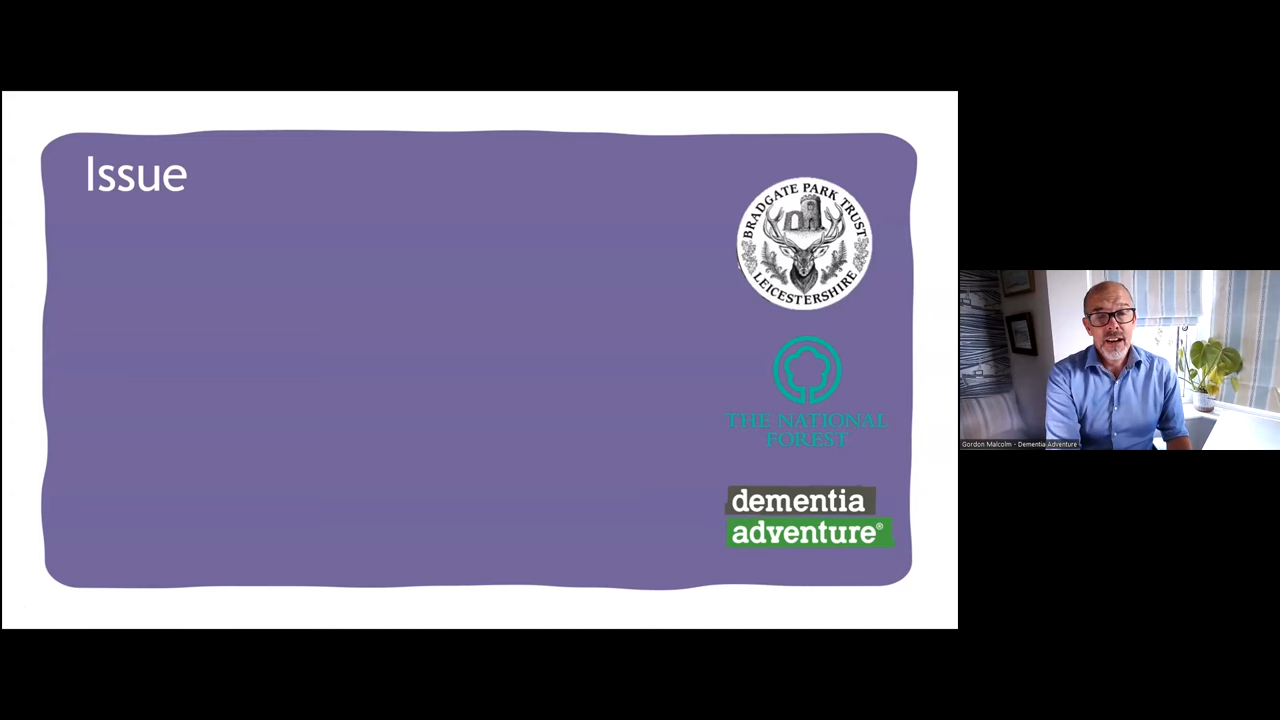 Issue
BRADGATE PARK TRUST
LEICESTERSHIRE
THE NATIONAL
FOREST
dementia
adventure®
Gordon Malcolm - Dementia Adventure